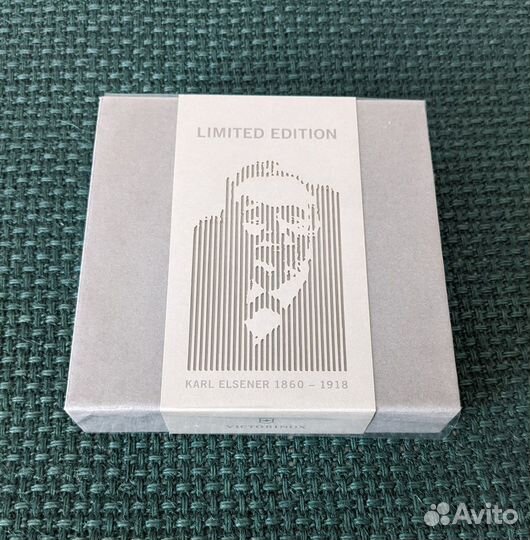 LIMITED EDITION
KARL ELSENER 1860 – 1918
VICTORINOX
Avito